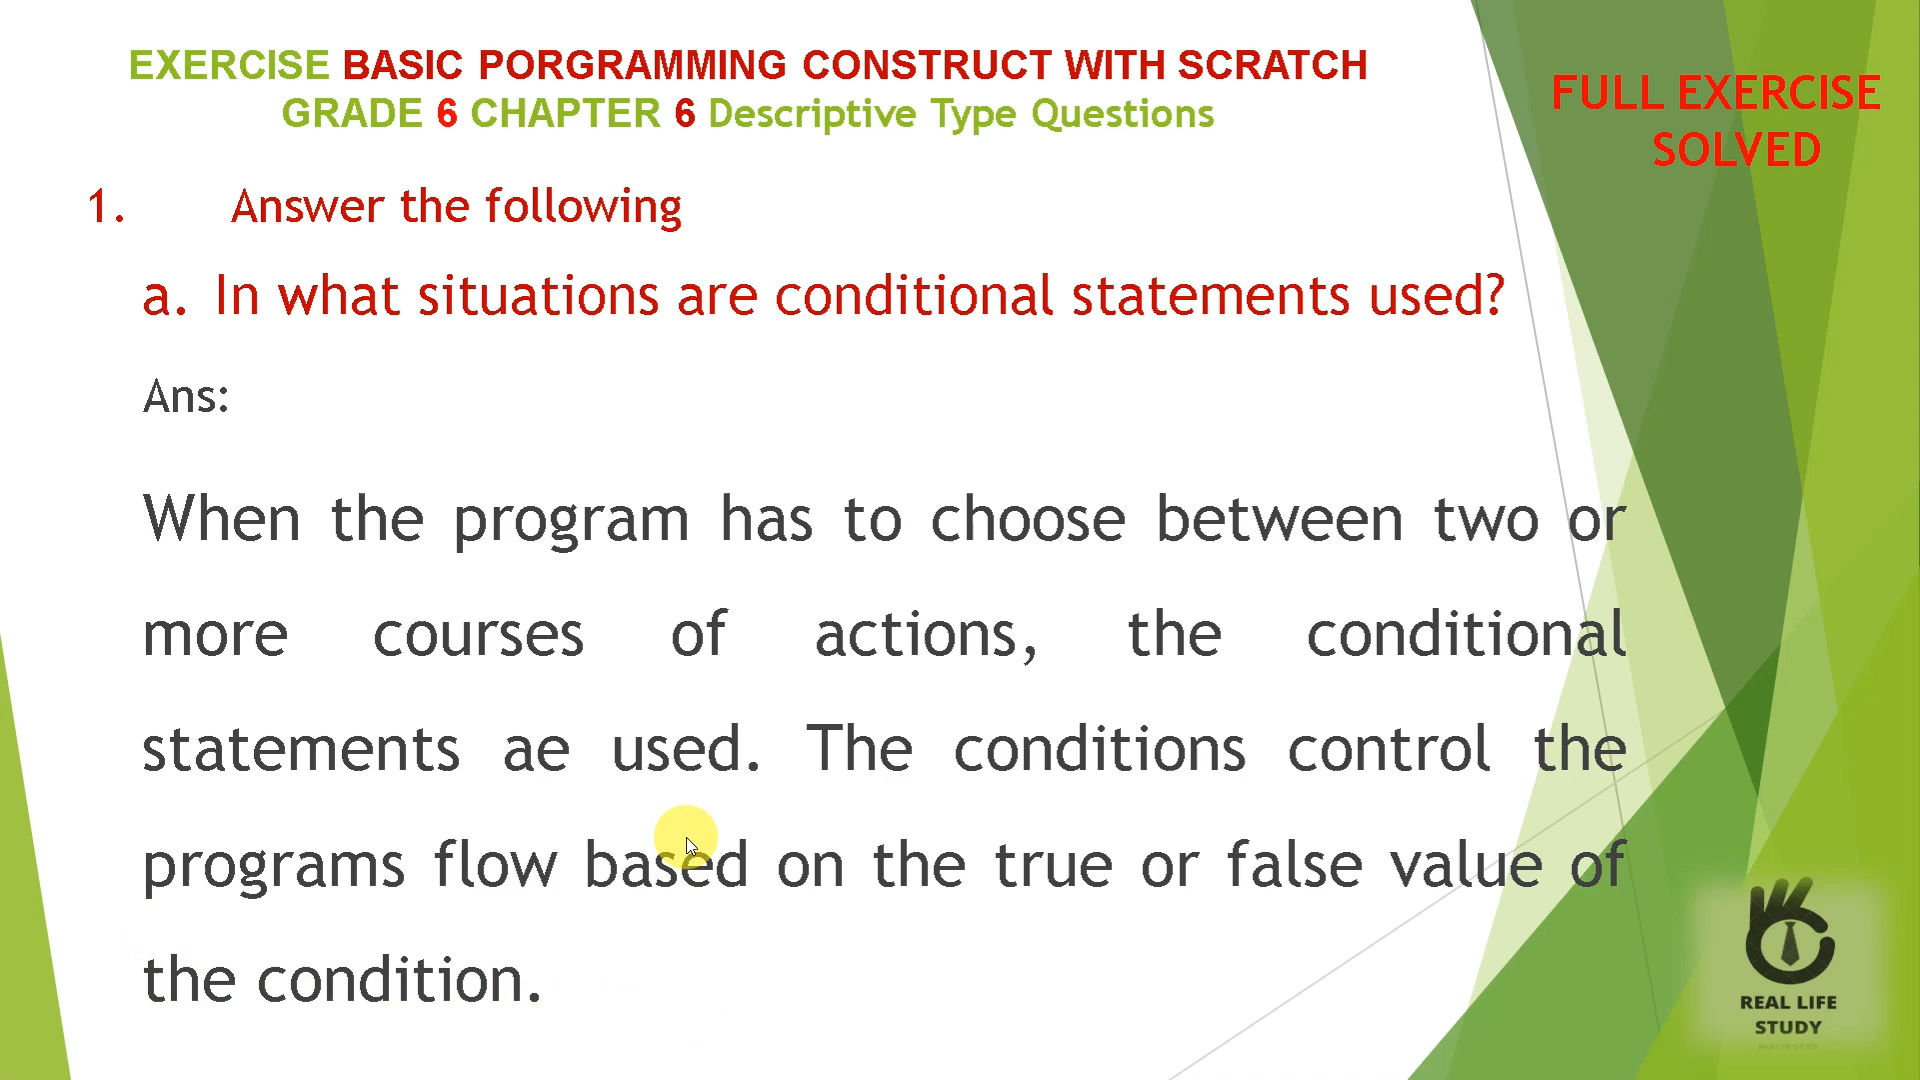 EXERCISE BASIC PORGRAMMING CONSTRUCT WITH SCRATCH
GRADE 6 CHAPTER 6 Descriptive Type Questions
FULL EXERCISE
SOLVED
1. Answer the following
a. In what situations are conditional statements used?
Ans:
When the program has to choose between two or
more courses of actions, the conditional
statements ae used. The conditions control the
programs flow based on the true or false value of
the condition.
REAL LIFE
STUDY